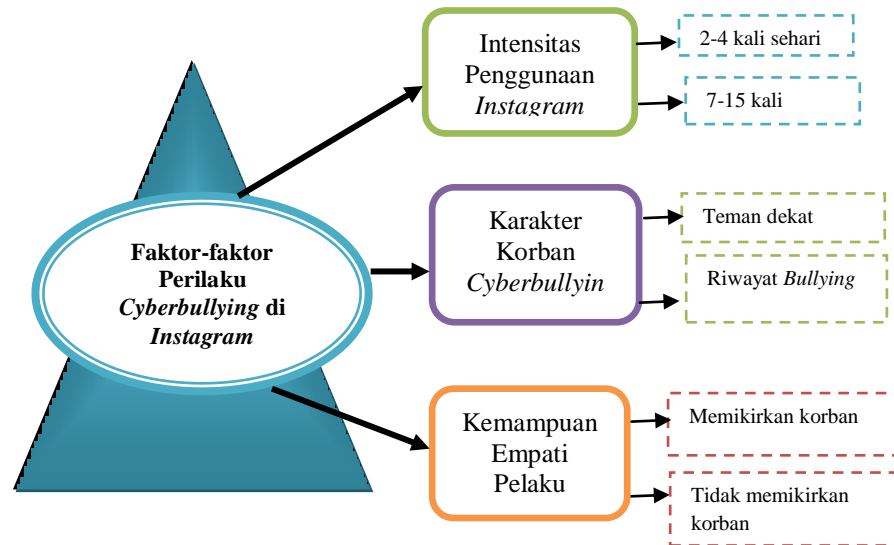 Faktor-faktor
Perilaku
Cyberbullying di
Instagram
Intensitas
Penggunaan
Instagram
2-4 kali sehari
7-15 kali
Karakter
Korban
Cyberbullyin
Teman dekat
Riwayat Bullying
Kemampuan
Empati
Pelaku
Memikirkan korban
Tidak memikirkan
korban